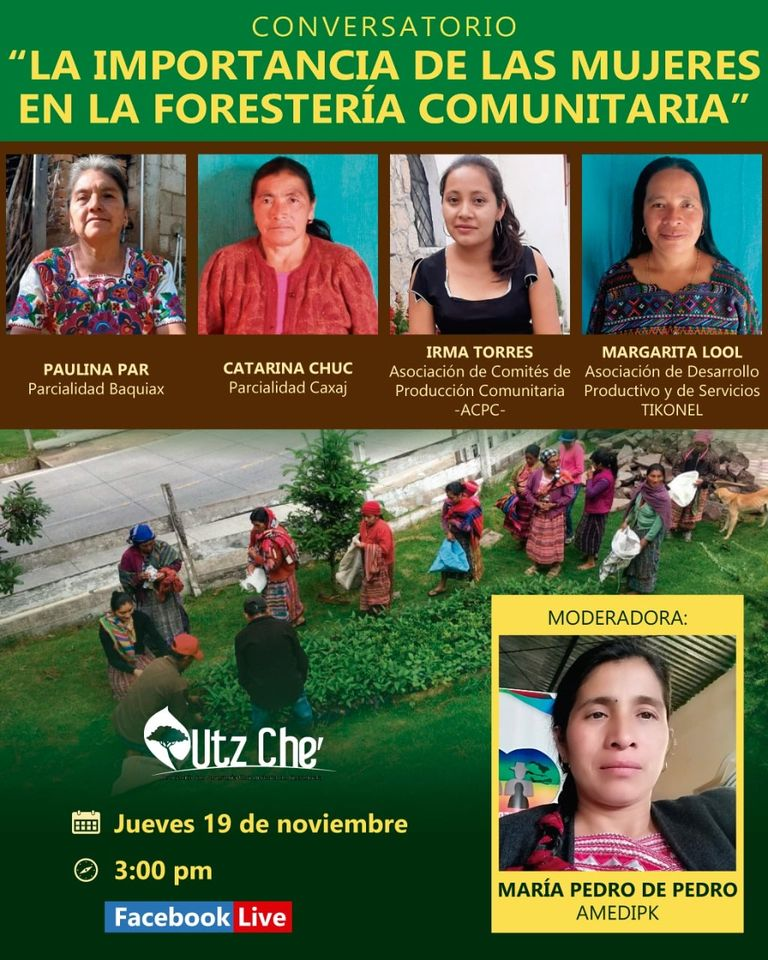 CONVERSATORIO
“LA IMPORTANCIA DE LAS MUJERES
EN LA FORESTERÍA COMUNITARIA”
PAULINA PAR
Parcialidad Baquiax
CATARINA CHUC
Parcialidad Caxaj
IRMA TORRES
Asociación de Comités de
Producción Comunitaria
-ACPC-
MARGARITA LOOL
Asociación de Desarrollo
Productivo y de Servicios
TIKONEL
MODERADORA:
MARÍA PEDRO DE PEDRO
AMEDIPK
Utz Che'
Jueves 19 de noviembre
3:00 pm
Facebook Live